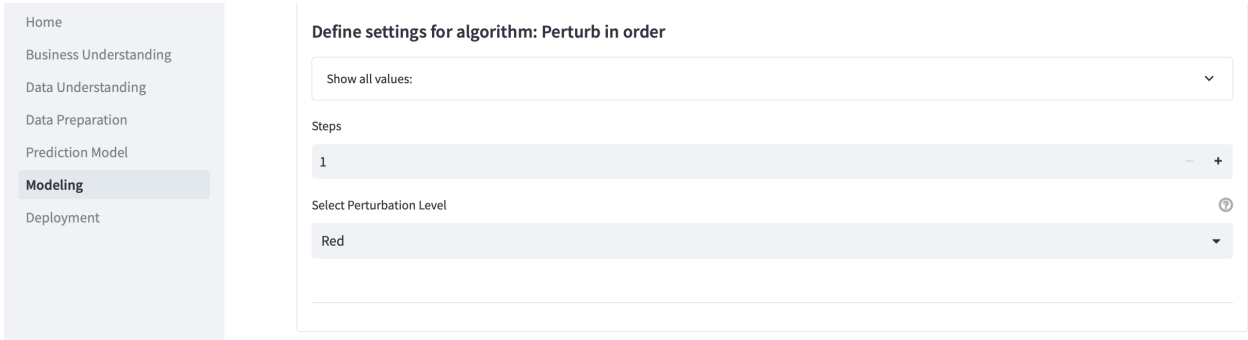 Home
Business Understanding
Data Understanding
Data Preparation
Prediction Model
Modeling
Deployment
Define settings for algorithm: Perturb in order
Show all values:
Steps
1
Select Perturbation Level
Red